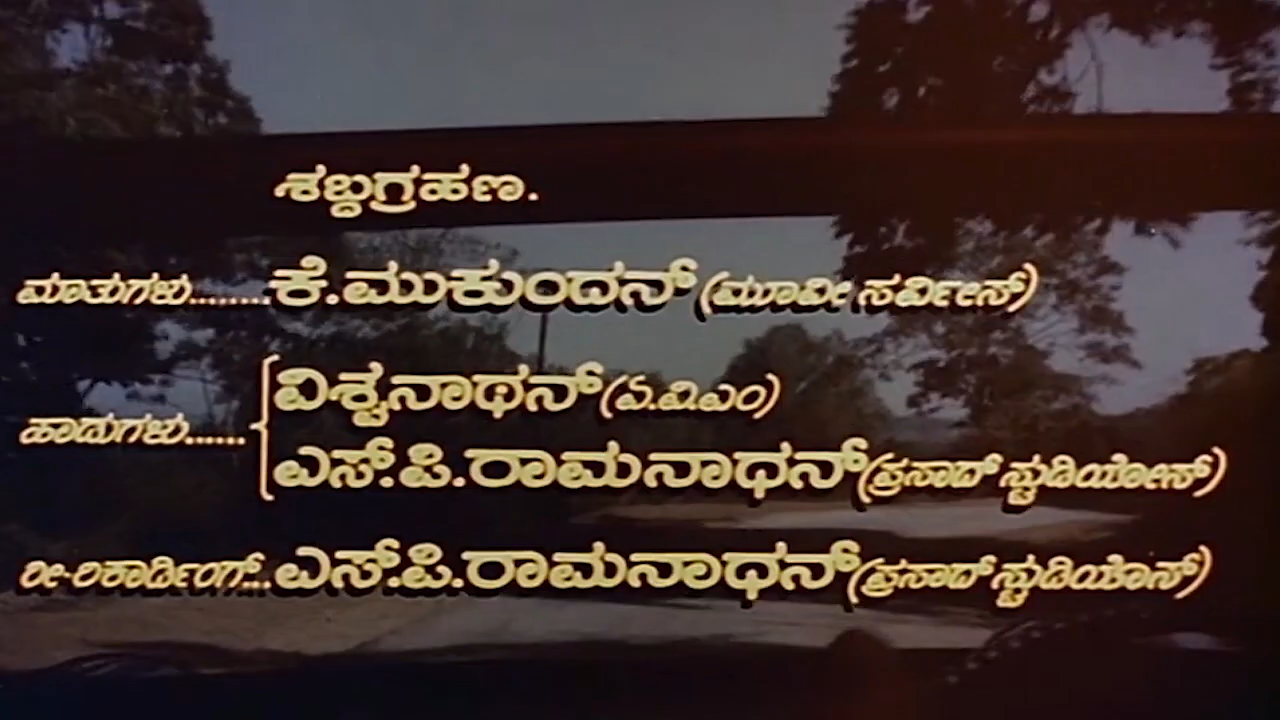 ಶಬ್ದಗ್ರಹಣ.
ಮಾತುಗಳು........ಕೆ.ಮುಕುಂದನ್ (ಮೂವೀ ಸರ್ವೀಸ್)
ಹಾಡುಗಳು...... ವಿಶ್ವನಾಥನ್ (ಏ.ವಿ.ಎಂ)
ಎಸ್.ಪಿ.ರಾಮನಾಥನ್ (ಪ್ರಸಾದ್ ಸ್ಟುಡಿಯೋಸ್)
ರೀ-ರಿಕಾರ್ಡಿಂಗ್... ಎಸ್.ಪಿ.ರಾಮನಾಥನ್ (ಪ್ರಸಾದ್ ಸ್ಟುಡಿಯೊಸ್)